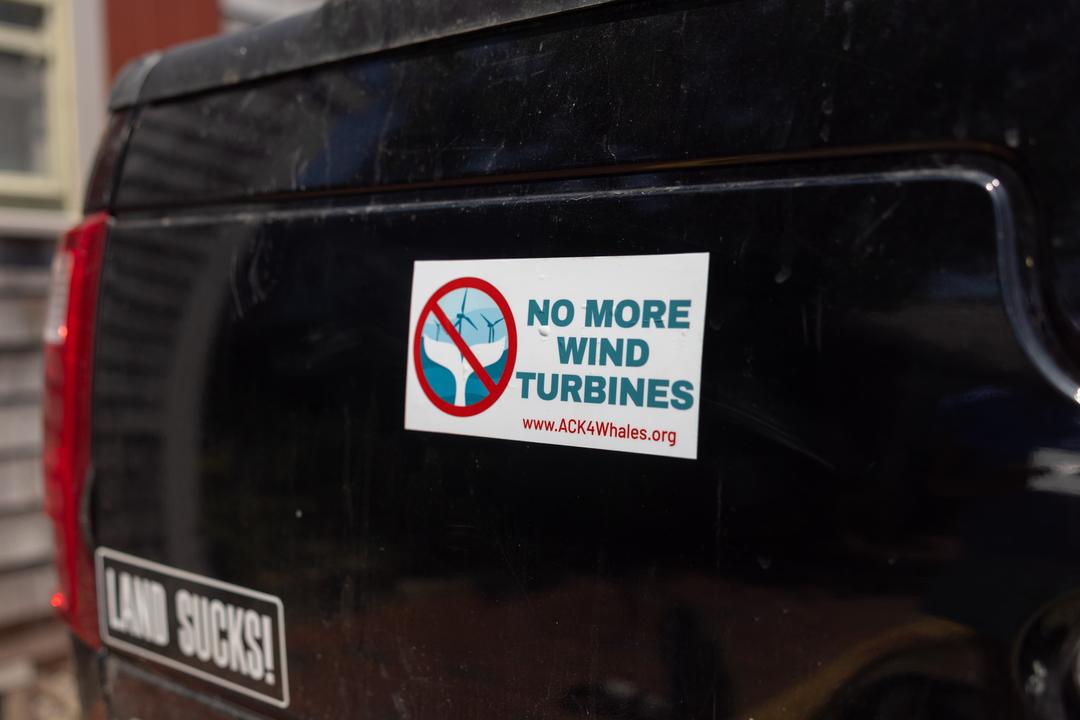 NO MORE
WIND
TURBINES
www.ACK4Whales.org
LAND SUCKS!